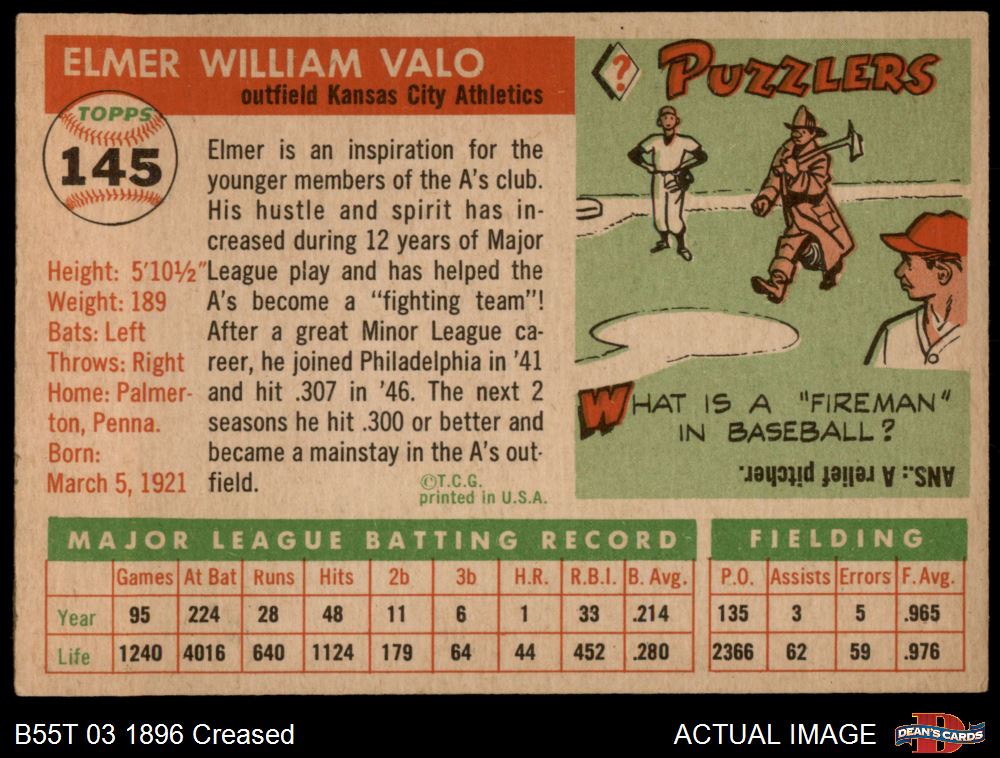 ELMER WILLIAM VALO
outfield Kansas City Athletics
TOPPS
145
Height: 5'10½"
Weight: 189
Bats: Left
Throws: Right
Home: Palmer-
ton, Penna.
Born:
March 5, 1921
Elmer is an inspiration for the
younger members of the A's club.
His hustle and spirit has in-
creased during 12 years of Major
League play and has helped the
A's become a "fighting team"!
After a great Minor League ca-
reer, he joined Philadelphia in '41
and hit .307 in '46. The next 2
seasons he hit .300 or better and
became a mainstay in the A's out-
field.
©T.C.G.
printed in U.S.A.
?
PUZZLERS
WHAT IS A "FIREMAN"
IN BASEBALL?
ANS.: A relief pitcher.
MAJOR LEAGUE BATTING RECORD
Games At Bat Runs Hits 2b 3b H.R. R.B.I. B. Avg.
Year 95 224 28 48 11 6 1 33 .214
Life 1240 4016 640 1124 179 64 44 452 .280
FIELDING
P.O. Assists Errors F. Avg.
135 3 5 .965
2366 62 59 .976
B55T 03 1896 Creased
ACTUAL IMAGE
D
DEAN'S CARDS